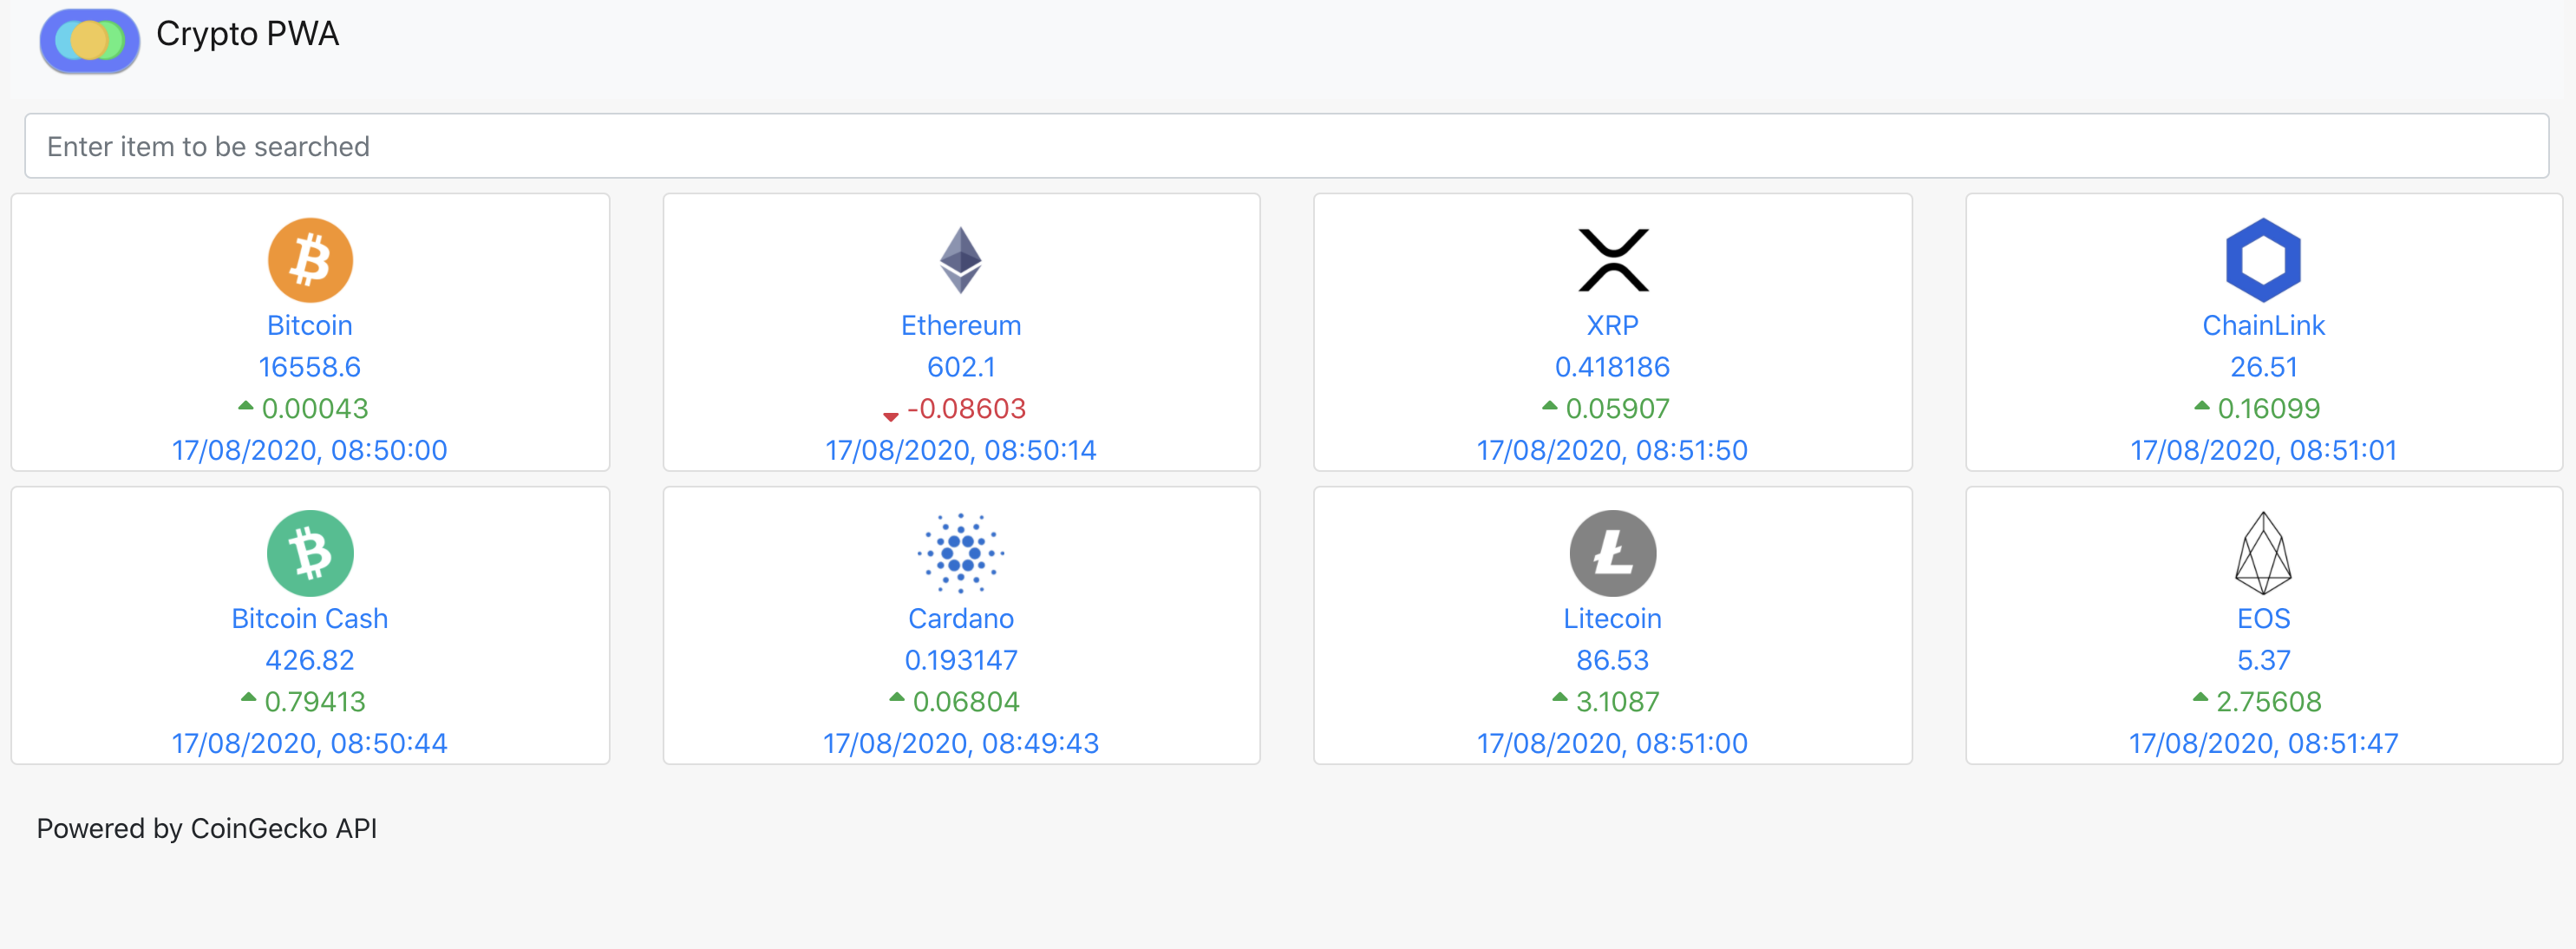 Crypto PWA
Enter item to be searched
Bitcoin
16558.6
0.00043
17/08/2020, 08:50:00
Ethereum
602.1
-0.08603
17/08/2020, 08:50:14
XRP
0.418186
0.05907
17/08/2020, 08:51:50
ChainLink
26.51
0.16099
17/08/2020, 08:51:01
Bitcoin Cash
426.82
0.79413
17/08/2020, 08:50:44
Cardano
0.193147
0.06804
17/08/2020, 08:49:43
Litecoin
86.53
3.1087
17/08/2020, 08:51:00
EOS
5.37
2.75608
17/08/2020, 08:51:47
Powered by CoinGecko API